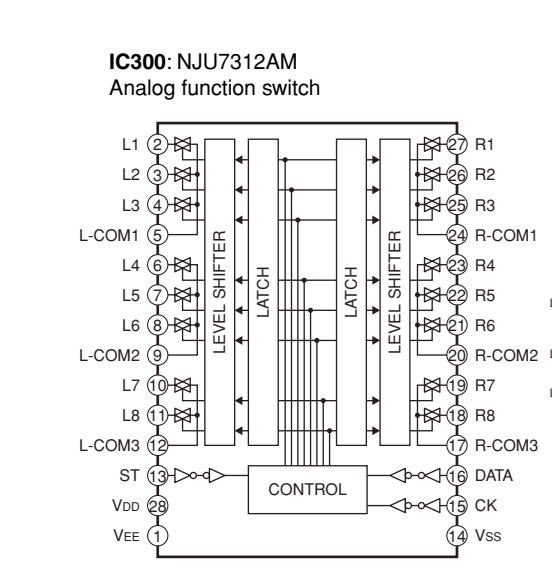 IC300: NJU7312AM
Analog function switch
L1 2 27 R1
L2 3 26 R2
L3 4 25 R3
L-COM1 5 24 R-COM1
L4 6 23 R4
L5 7 22 R5
L6 8 21 R6
L-COM2 9 20 R-COM2
L7 10 19 R7
L8 11 18 R8
L-COM3 12 17 R-COM3
LEVEL SHIFTER
LATCH
LATCH
LEVEL SHIFTER
ST 13 16 DATA
CONTROL
VDD 28 15 CK
VEE 1 14 VSS